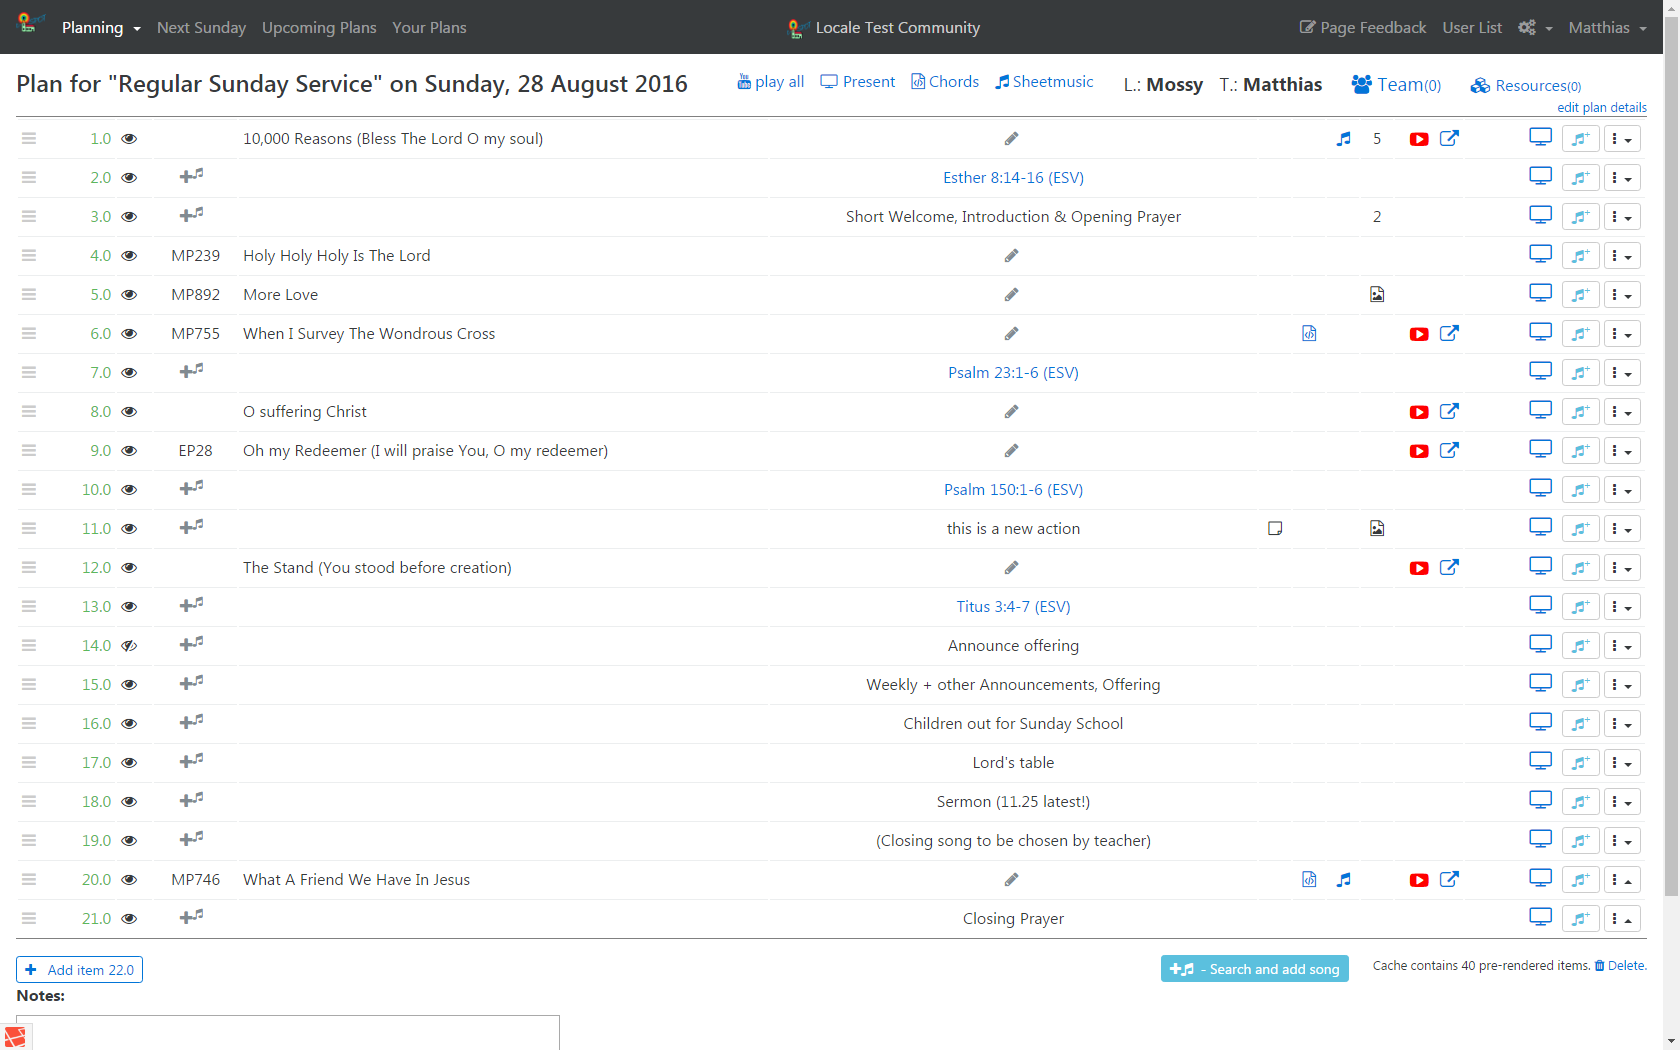 Planning Next Sunday Upcoming Plans Your Plans Locale Test Community Page Feedback User List Matthias
Plan for "Regular Sunday Service" on Sunday, 28 August 2016 play all Present Chords Sheetmusic L.: Mossy T.: Matthias Team(0) Resources(0)
edit plan details
1.0 10,000 Reasons (Bless The Lord O my soul) 5
2.0 Esther 8:14-16 (ESV)
3.0 Short Welcome, Introduction & Opening Prayer 2
4.0 MP239 Holy Holy Holy Is The Lord
5.0 MP892 More Love
6.0 MP755 When I Survey The Wondrous Cross
7.0 Psalm 23:1-6 (ESV)
8.0 O suffering Christ
9.0 EP28 Oh my Redeemer (I will praise You, O my redeemer)
10.0 Psalm 150:1-6 (ESV)
11.0 this is a new action
12.0 The Stand (You stood before creation)
13.0 Titus 3:4-7 (ESV)
14.0 Announce offering
15.0 Weekly + other Announcements, Offering
16.0 Children out for Sunday School
17.0 Lord's table
18.0 Sermon (11.25 latest!)
19.0 (Closing song to be chosen by teacher)
20.0 MP746 What A Friend We Have In Jesus
21.0 Closing Prayer
Add item 22.0 - Search and add song Cache contains 40 pre-rendered items. Delete.
Notes: